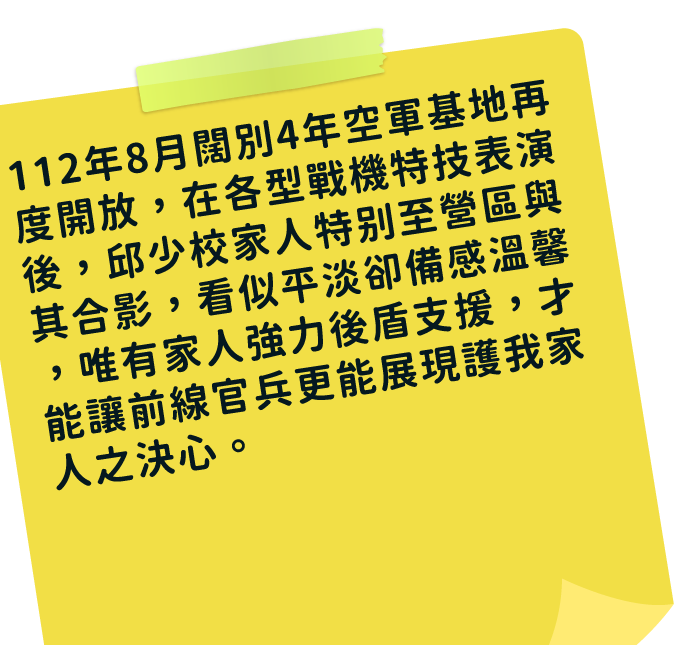 112年8月闊別4年空軍基地再
度開放，在各型戰機特技表演
後，邱少校家人特別至營區與
其合影，看似平淡卻備感溫馨
，唯有家人強力後盾支援，才
能讓前線官兵更能展現護我家
人之決心。